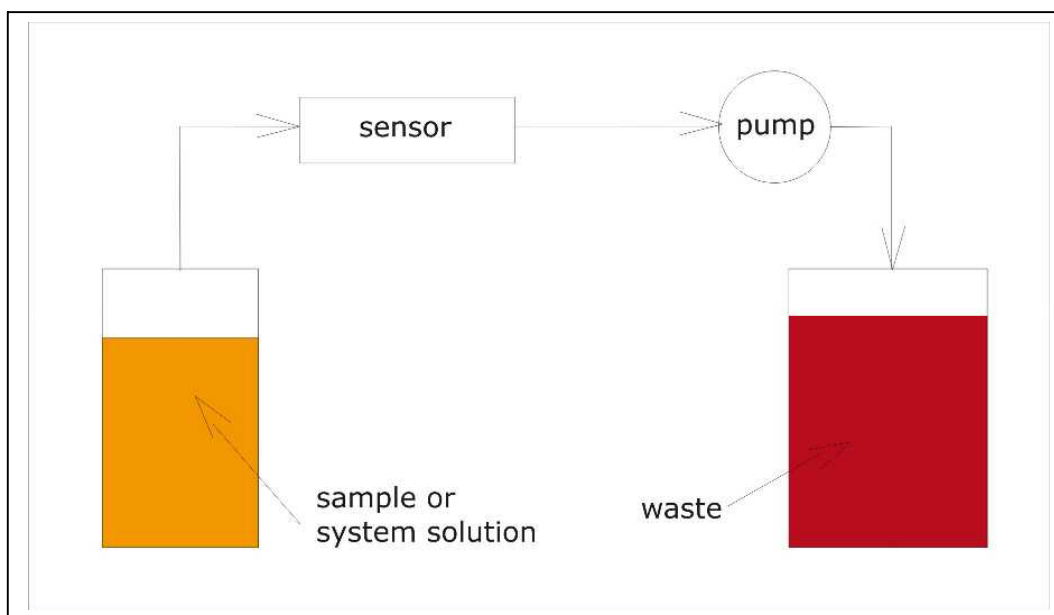 sensor
pump
sample or
system solution
waste